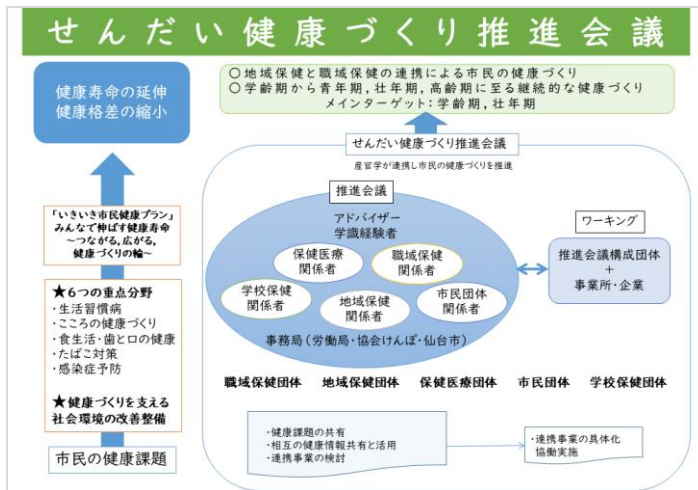 せんだい健康づくり推進会議
健康寿命の延伸
健康格差の縮小
「いきいき市民健康プラン」
みんなで伸ばす健康寿命
～つながる，広がる，
健康づくりの輪～
★6つの重点分野
・生活習慣病
・こころの健康づくり
・食生活・歯と口の健康
・たばこ対策
・感染症予防
★健康づくりを支える
社会環境の改善整備
市民の健康課題
○地域保健と職域保健の連携による市民の健康づくり
○学齢期から青年期，壮年期，高齢期に至る継続的な健康づくり
メインターゲット：学齢期，壮年期
せんだい健康づくり推進会議
産官学が連携し市民の健康づくりを推進
推進会議
アドバイザー
学識経験者
保健医療
関係者
職域保健
関係者
学校保健
関係者
地域保健
関係者
市民団体
関係者
事務局（労働局・協会けんぽ・仙台市）
ワーキング
推進会議構成団体
＋
事業所・企業
職域保健団体 地域保健団体 保健医療団体 市民団体 学校保健団体
・健康課題の共有
・相互の健康情報共有と活用
・連携事業の検討
・連携事業の具体化
協働実施